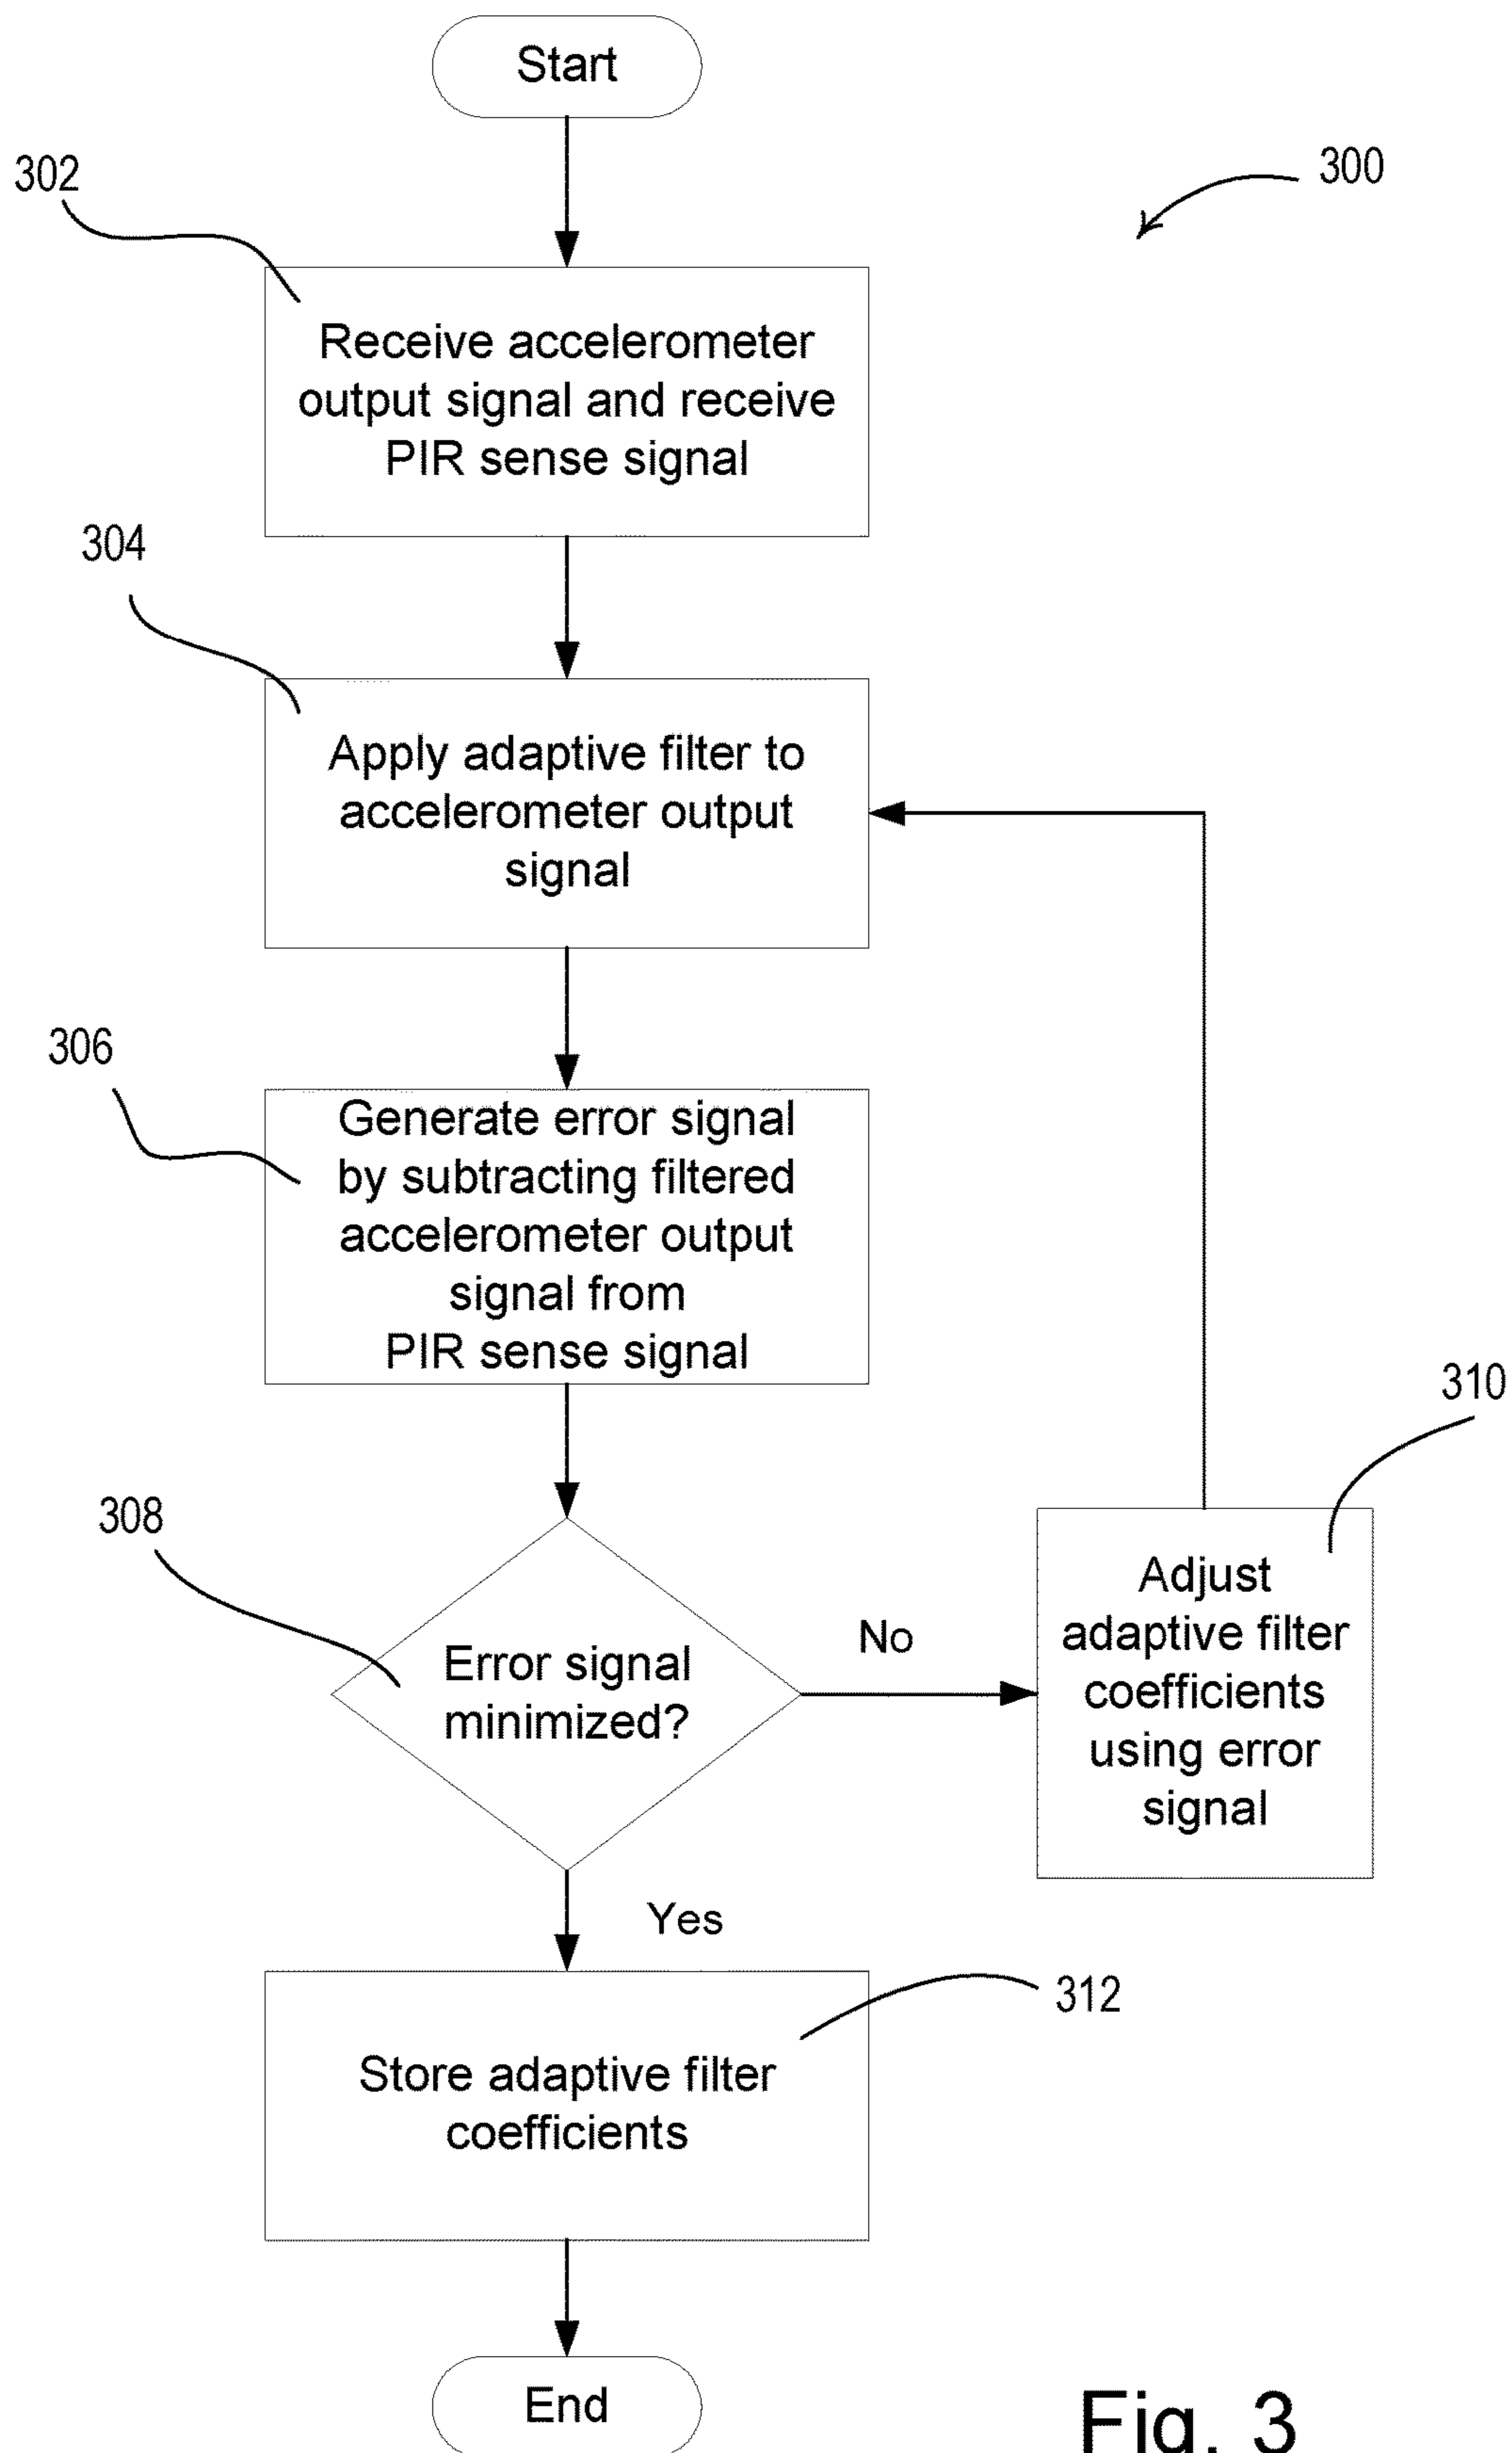 Start
300
302
Receive accelerometer
output signal and receive
PIR sense signal
304
Apply adaptive filter to
accelerometer output
signal
306
Generate error signal
by subtracting filtered
accelerometer output
signal from
PIR sense signal
308
Error signal
minimized?
No
310
Adjust
adaptive filter
coefficients
using error
signal
Yes
312
Store adaptive filter
coefficients
End
Fig. 3